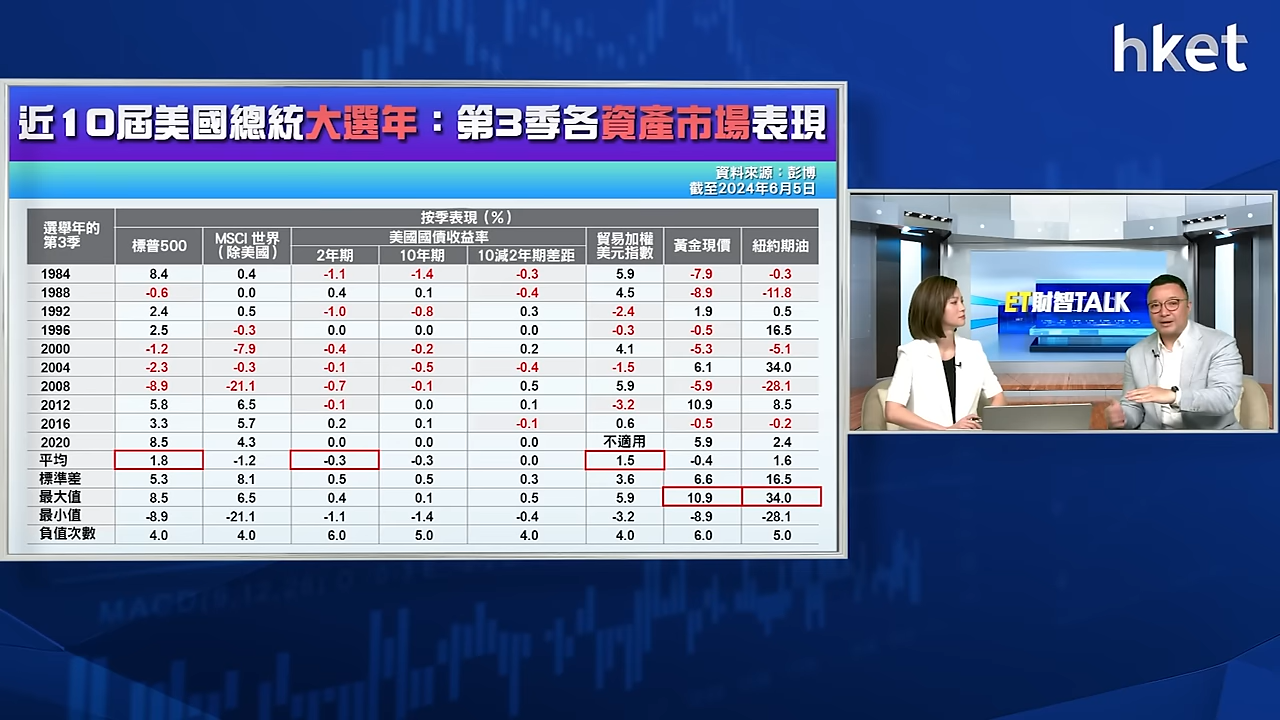 hket
近10屆美國總統大選年：第3季各資產市場表現
資料來源：彭博
截至2024年6月5日
選舉年的
第3季
按季表現（%）
標普500
MSCI 世界
（除美國）
美國國債收益率
2年期 10年期 10減2年期差距
貿易加權
美元指數
黃金現價 紐約期油
1984 8.4 0.4 -1.1 -1.4 -0.3 5.9 -7.9 -0.3
1988 -0.6 0.0 0.4 0.1 -0.4 4.5 -8.9 -11.8
1992 2.4 0.5 -1.0 -0.8 0.3 -2.4 1.9 0.5
1996 2.5 -0.3 0.0 0.0 0.0 -0.3 -0.5 16.5
2000 -1.2 -7.9 -0.4 -0.2 0.2 4.1 -5.3 -5.1
2004 -2.3 -0.3 -0.1 -0.5 -0.4 -1.5 6.1 34.0
2008 -8.9 -21.1 -0.7 -0.1 0.5 5.9 -5.9 -28.1
2012 5.8 6.5 -0.1 0.0 0.1 -3.2 10.9 8.5
2016 3.3 5.7 0.2 0.1 -0.1 0.6 -0.5 -0.2
2020 8.5 4.3 0.0 0.0 0.0 不適用 5.9 2.4
平均 1.8 -1.2 -0.3 -0.3 0.0 1.5 -0.4 1.6
標準差 5.3 8.1 0.5 0.5 0.3 3.6 6.6 16.5
最大值 8.5 6.5 0.4 0.1 0.5 5.9 10.9 34.0
最小值 -8.9 -21.1 -1.1 -1.4 -0.4 -3.2 -8.9 -28.1
負值次數 4.0 4.0 6.0 5.0 4.0 4.0 6.0 5.0
ET財智TALK